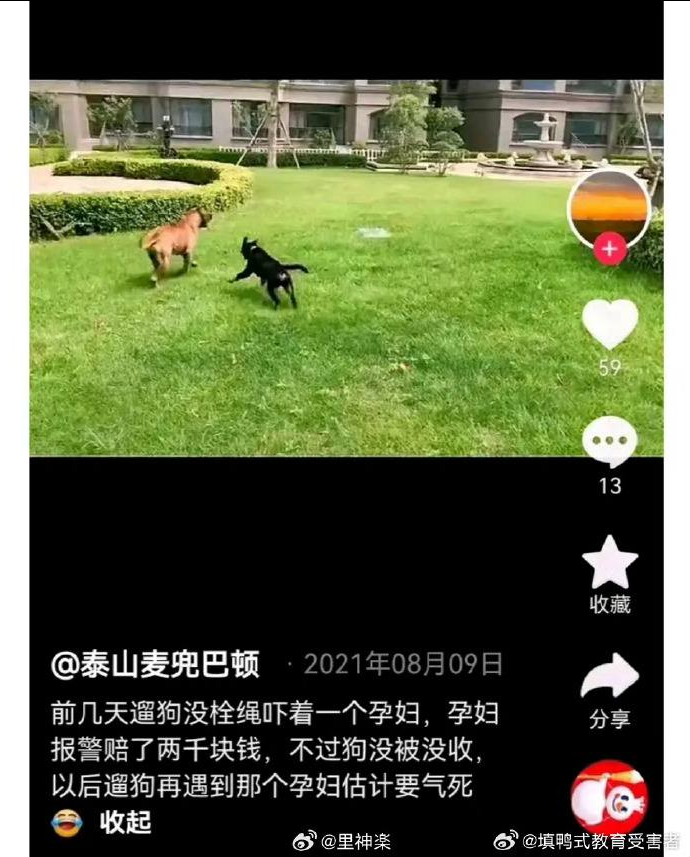 59
13
收藏
分享
@泰山麦兜巴顿 · 2021年08月09日
前几天遛狗没栓绳吓着一个孕妇，孕妇
报警赔了两千块钱，不过狗没被没收，
以后遛狗再遇到那个孕妇估计要气死
😂 收起
@里神楽
@填鸭式教育受害者